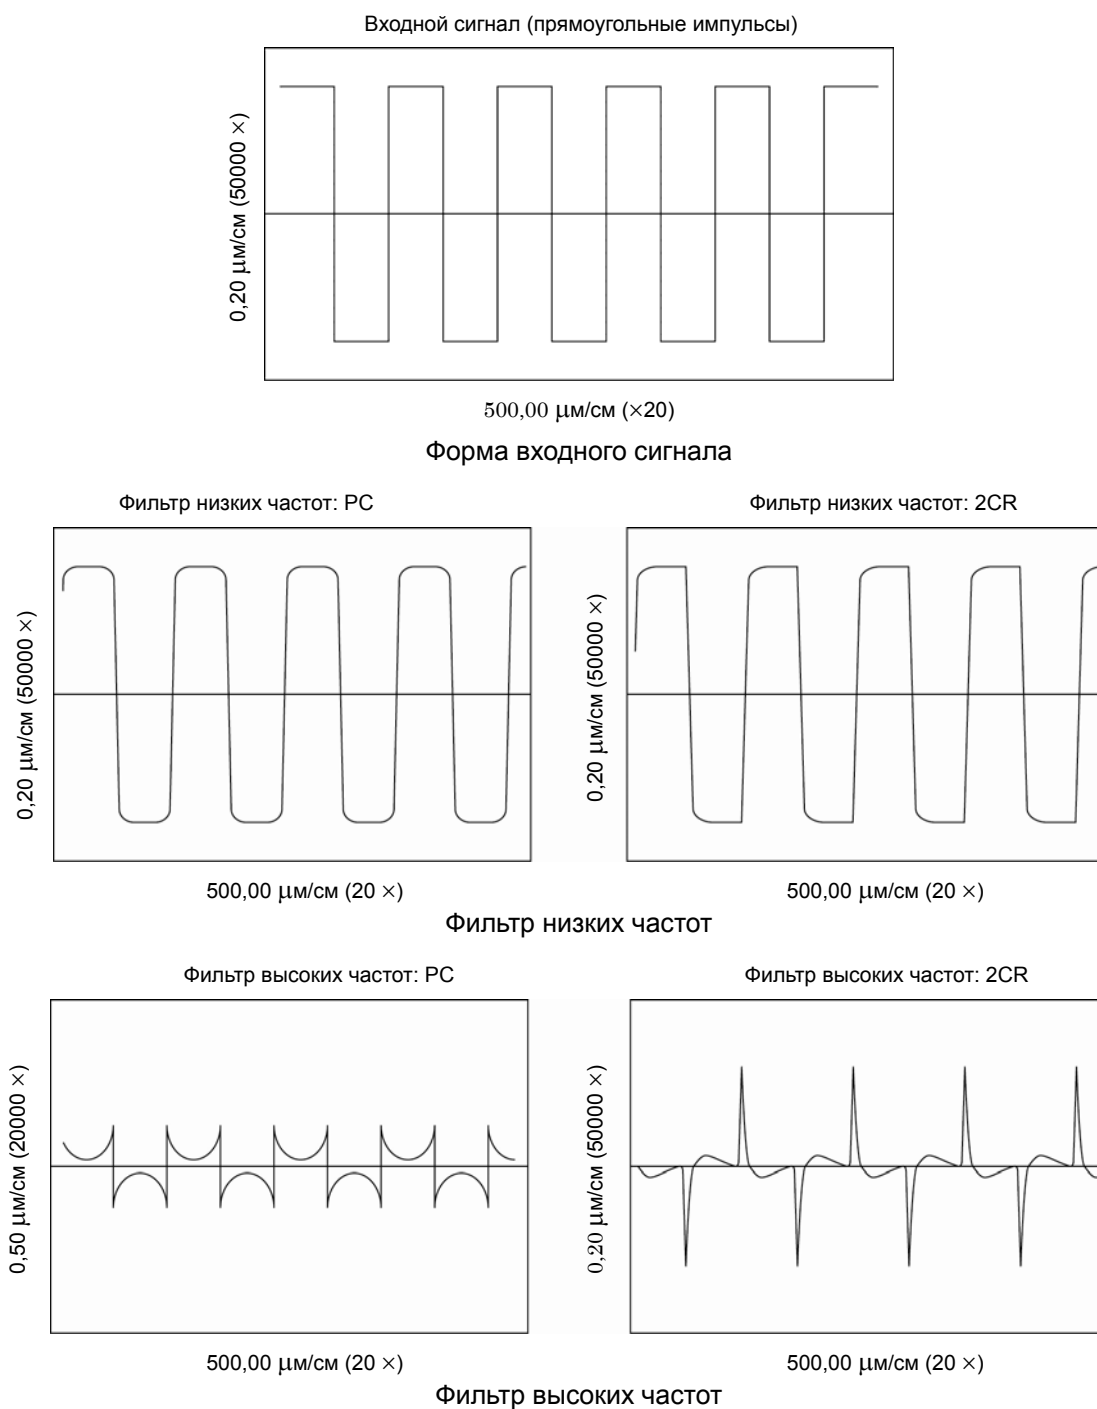 Входной сигнал (прямоугольные импульсы)
0,20 μм/см (50000 ×)
500,00 μм/см (×20)
Форма входного сигнала
Фильтр низких частот: PC
Фильтр низких частот: 2CR
0,20 μм/см (50000 ×)
0,20 μм/см (50000 ×)
500,00 μм/см (20 ×)
500,00 μм/см (20 ×)
Фильтр низких частот
Фильтр высоких частот: PC
Фильтр высоких частот: 2CR
0,50 μм/см (20000 ×)
0,20 μм/см (50000 ×)
500,00 μм/см (20 ×)
500,00 μм/см (20 ×)
Фильтр высоких частот